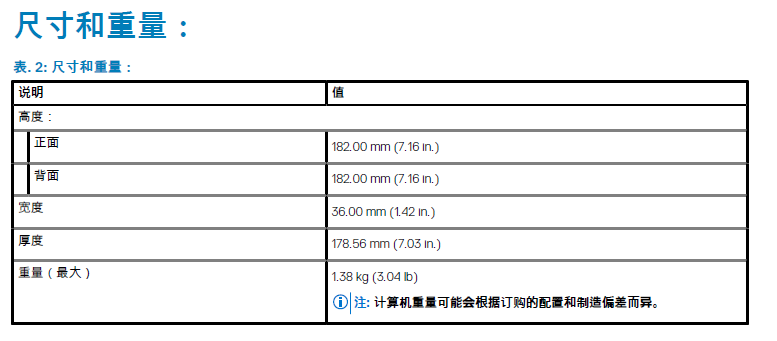 尺寸和重量：
表. 2: 尺寸和重量：
说明 值
高度：
正面 182.00 mm (7.16 in.)
背面 182.00 mm (7.16 in.)
宽度 36.00 mm (1.42 in.)
厚度 178.56 mm (7.03 in.)
重量（最大） 1.38 kg (3.04 lb)
注: 计算机重量可能会根据订购的配置和制造偏差而异。